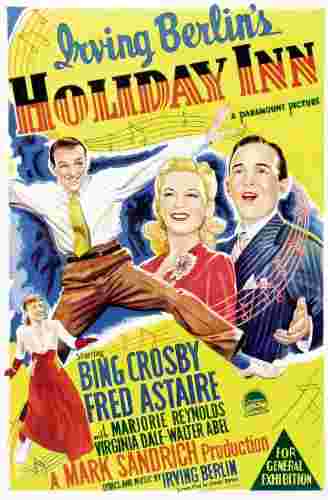 Irving Berlin's
HOLIDAY INN
A PARAMOUNT PICTURE
Starring
BING CROSBY
FRED ASTAIRE
with MARJORIE REYNOLDS
VIRGINIA DALE • WALTER ABEL
A MARK SANDRICH Production
LYRICS AND MUSIC BY IRVING BERLIN
FOR
GENERAL
EXHIBITION